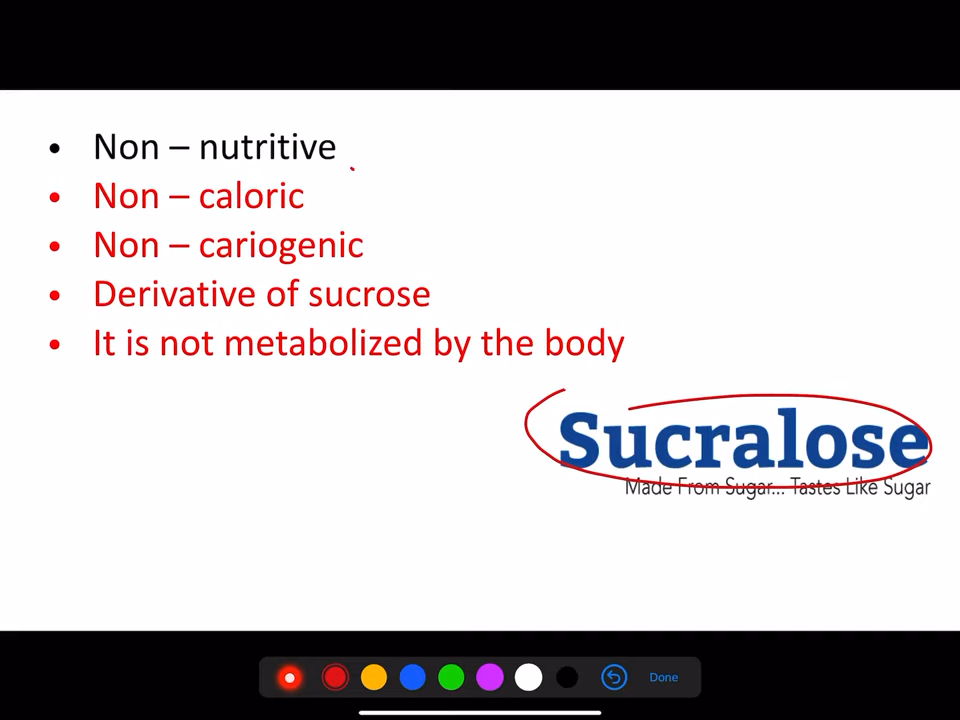 • Non – nutritive
• Non – caloric
• Non – cariogenic
• Derivative of sucrose
• It is not metabolized by the body
Sucralose
Made From Sugar... Tastes Like Sugar
Done